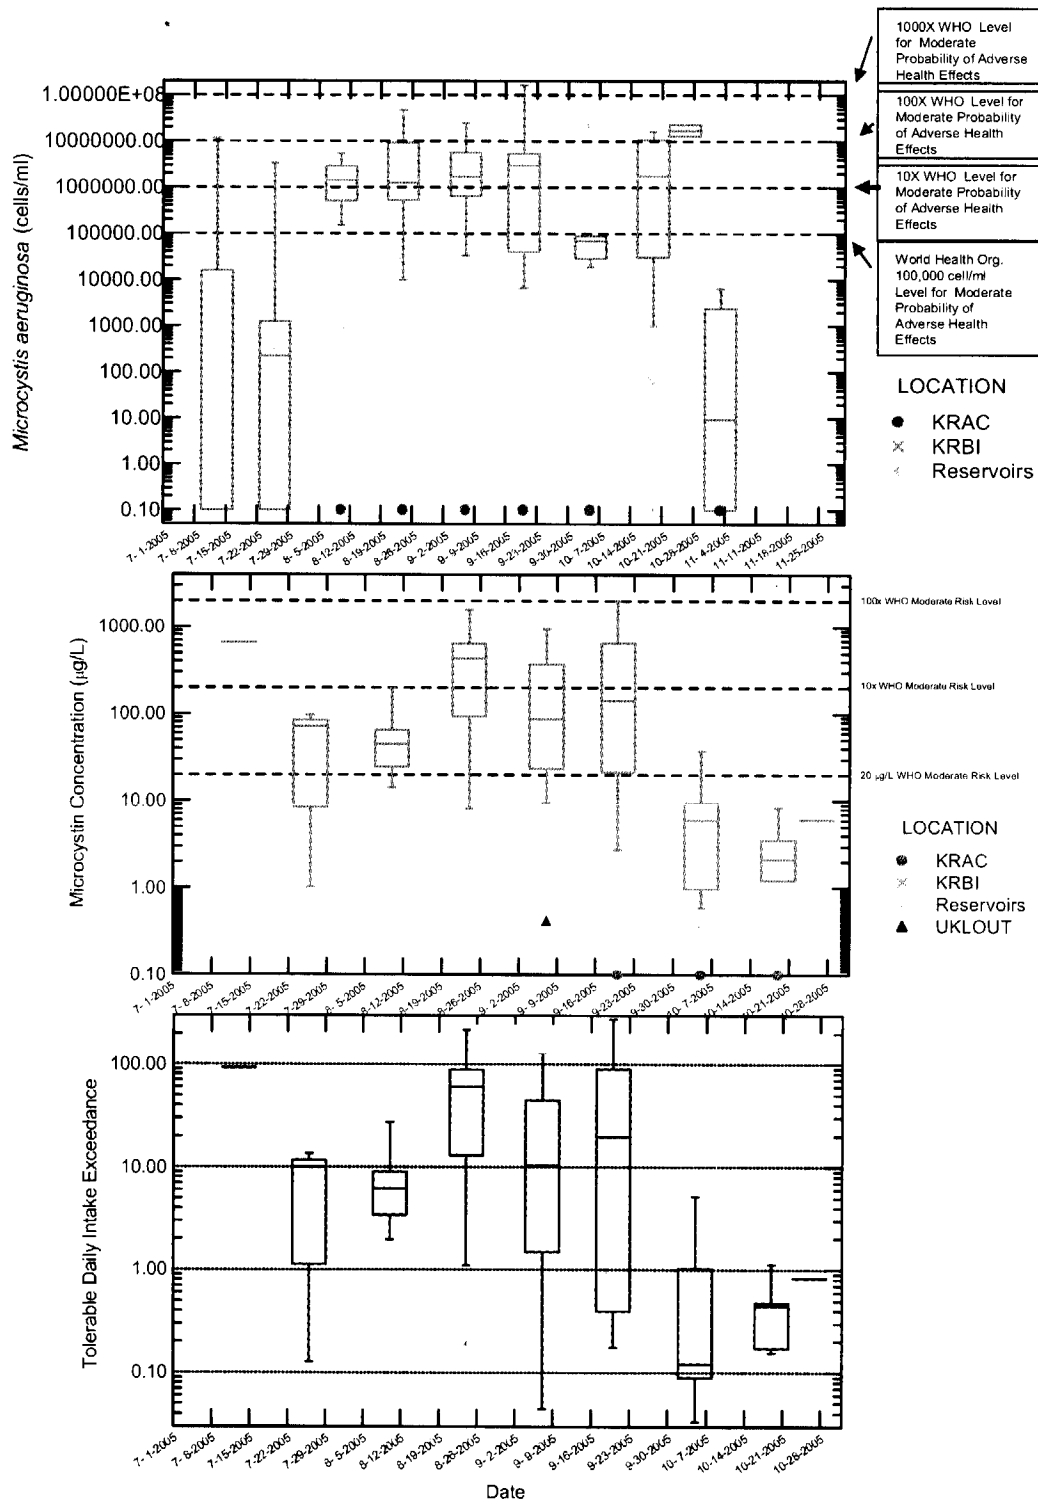 1000X WHO Level
for Moderate
Probability of Adverse
Health Effects
100X WHO Level for
Moderate Probability
of Adverse Health
Effects
10X WHO Level for
Moderate Probability
of Adverse Health
Effects
World Health Org.
100,000 cell/ml
Level for Moderate
Probability of
Adverse Health
Effects
Microcystis aeruginosa (cells/ml)
1.00000E+08
10000000.00
1000000.00
100000.00
10000.00
1000.00
100.00
10.00
1.00
0.10
7-1-2005
7-8-2005
7-15-2005
7-22-2005
7-29-2005
8-5-2005
8-12-2005
8-19-2005
8-26-2005
9-2-2005
9-9-2005
9-16-2005
9-21-2005
9-31-2005
10-7-2005
10-14-2005
10-21-2005
10-28-2005
11-4-2005
11-11-2005
11-18-2005
11-25-2005
LOCATION
KRAC
KRBI
Reservoirs
Microcystin Concentration (µg/L)
1000.00
100.00
10.00
1.00
0.10
100x WHO Moderate Risk Level
10x WHO Moderate Risk Level
20 µg/L WHO Moderate Risk Level
7-1-2005
7-8-2005
7-15-2005
7-22-2005
7-29-2005
8-5-2005
8-12-2005
8-19-2005
8-26-2005
9-2-2005
9-9-2005
9-16-2005
9-23-2005
9-30-2005
10-7-2005
10-14-2005
10-21-2005
10-28-2005
LOCATION
KRAC
KRBI
Reservoirs
UKLOUT
Tolerable Daily Intake Exceedance
100.00
10.00
1.00
0.10
7-1-2005
7-8-2005
7-15-2005
7-22-2005
7-29-2005
8-5-2005
8-12-2005
8-19-2005
8-26-2005
9-2-2005
9-9-2005
9-16-2005
9-23-2005
9-30-2005
10-7-2005
10-14-2005
10-21-2005
10-28-2005
Date